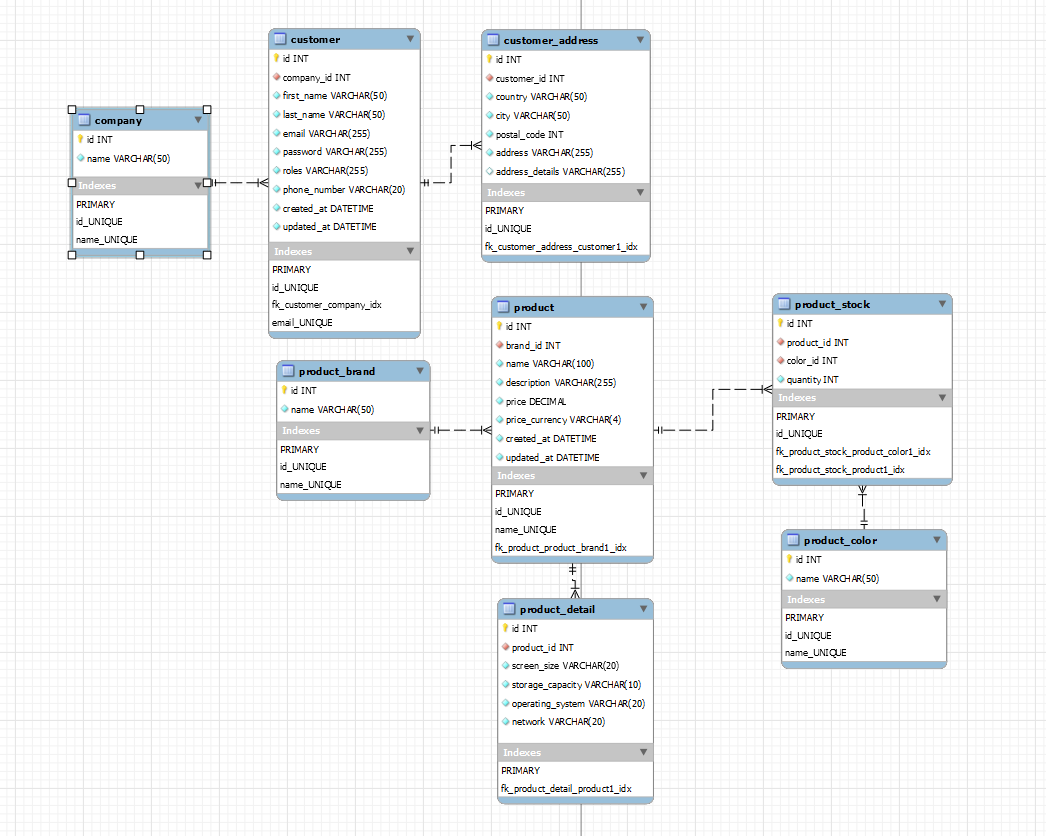 company
id INT
name VARCHAR(50)
Indexes
PRIMARY
id_UNIQUE
name_UNIQUE
customer
id INT
company_id INT
first_name VARCHAR(50)
last_name VARCHAR(50)
email VARCHAR(255)
password VARCHAR(255)
roles VARCHAR(255)
phone_number VARCHAR(20)
created_at DATETIME
updated_at DATETIME
Indexes
PRIMARY
id_UNIQUE
fk_customer_company_idx
email_UNIQUE
customer_address
id INT
customer_id INT
country VARCHAR(50)
city VARCHAR(50)
postal_code INT
address VARCHAR(255)
address_details VARCHAR(255)
Indexes
PRIMARY
id_UNIQUE
fk_customer_address_customer1_idx
product_brand
id INT
name VARCHAR(50)
Indexes
PRIMARY
id_UNIQUE
name_UNIQUE
product
id INT
brand_id INT
name VARCHAR(100)
description VARCHAR(255)
price DECIMAL
price_currency VARCHAR(4)
created_at DATETIME
updated_at DATETIME
Indexes
PRIMARY
id_UNIQUE
name_UNIQUE
fk_product_product_brand1_idx
product_stock
id INT
product_id INT
color_id INT
quantity INT
Indexes
PRIMARY
id_UNIQUE
fk_product_stock_product_color1_idx
fk_product_stock_product1_idx
product_color
id INT
name VARCHAR(50)
Indexes
PRIMARY
id_UNIQUE
name_UNIQUE
product_detail
id INT
product_id INT
screen_size VARCHAR(20)
storage_capacity VARCHAR(10)
operating_system VARCHAR(20)
network VARCHAR(20)
Indexes
PRIMARY
fk_product_detail_product1_idx